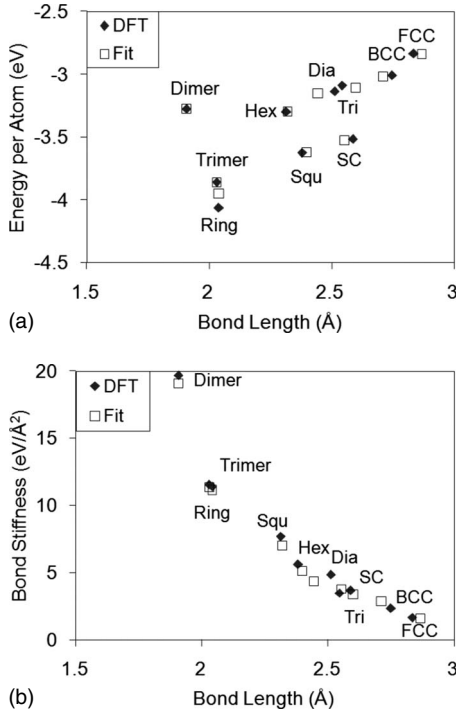 -2.5
-3
-3.5
-4
-4.5
Energy per Atom (eV)
DFT
Fit
FCC
BCC
Dia
Tri
Dimer
Hex
Squ
SC
Trimer
Ring
1.5 2 2.5 3
(a) Bond Length (Å)
20
15
10
5
0
Bond Stiffness (eV/Å²)
DFT
Fit
Dimer
Trimer
Ring
Squ
Hex
Dia
SC
Tri
BCC
FCC
1.5 2 2.5 3
(b) Bond Length (Å)